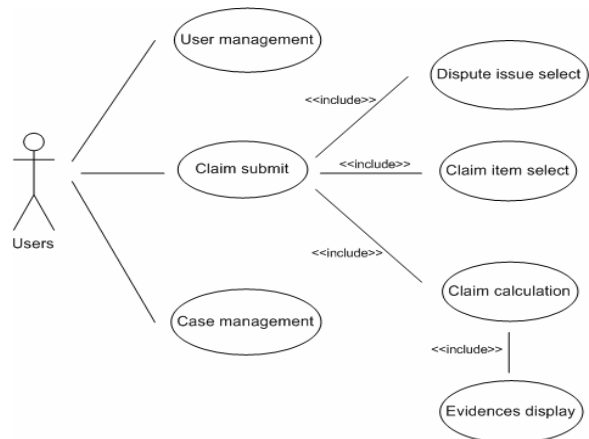 User management
Dispute issue select
<<include>>
Claim submit
<<include>>
Claim item select
Users
<<include>>
Claim calculation
Case management
<<include>>
Evidences display